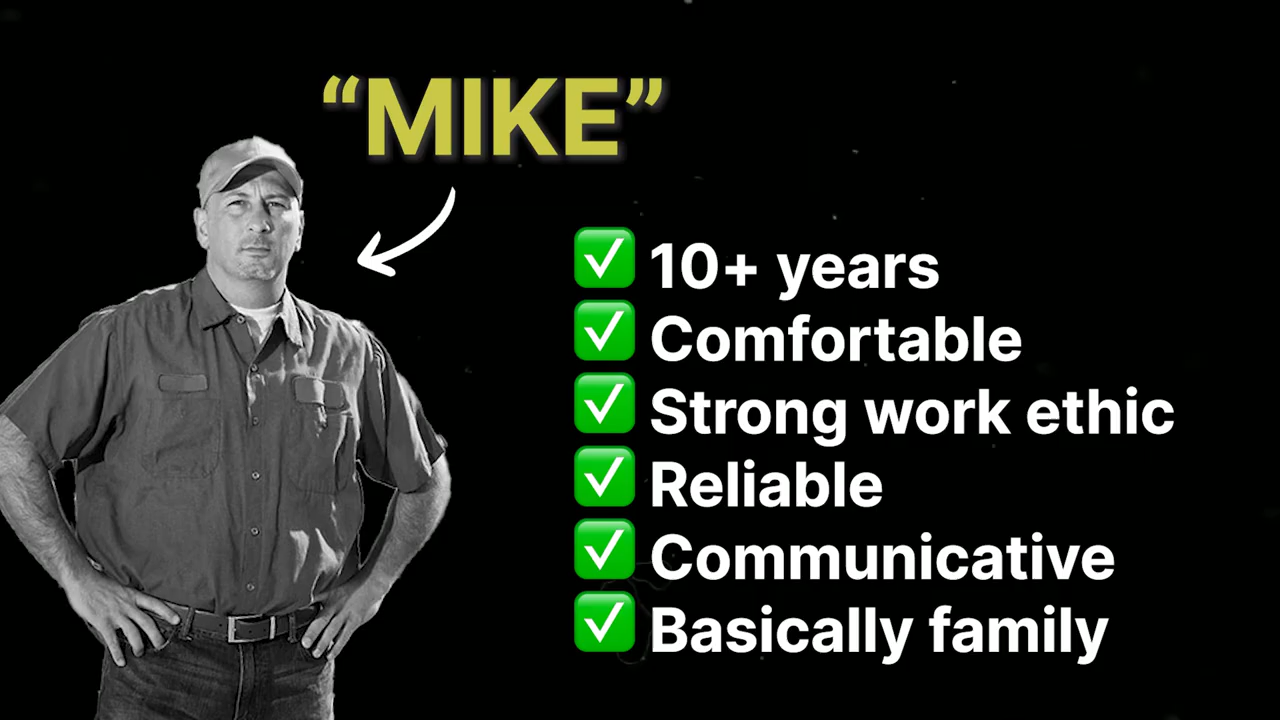 “MIKE”
✅ 10+ years
✅ Comfortable
✅ Strong work ethic
✅ Reliable
✅ Communicative
✅ Basically family